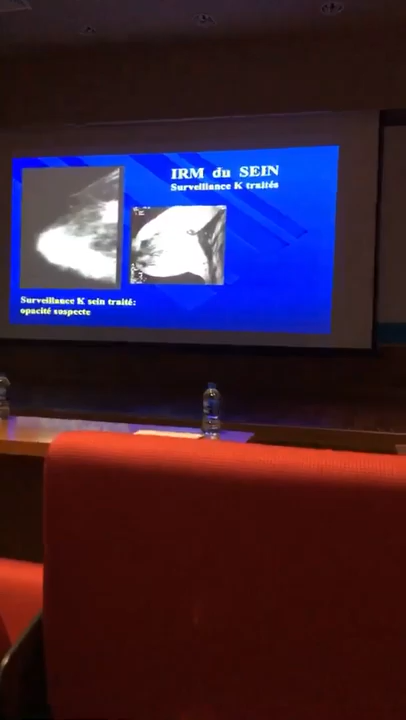 IRM du SEIN
Surveillance K traités
Surveillance K sein traité:
opacité suspecte